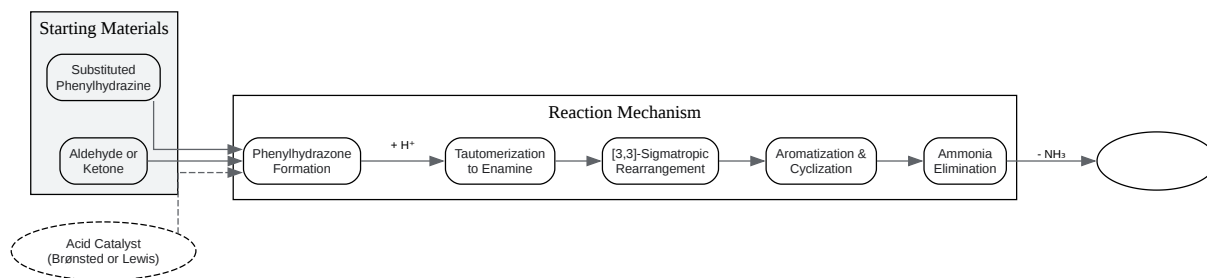 Starting Materials
Substituted
Phenylhydrazine
Aldehyde or
Ketone
Acid Catalyst
(Brønsted or Lewis)
Reaction Mechanism
Phenylhydrazone
Formation
+ H⁺
Tautomerization
to Enamine
[3,3]-Sigmatropic
Rearrangement
Aromatization &
Cyclization
Ammonia
Elimination
- NH₃